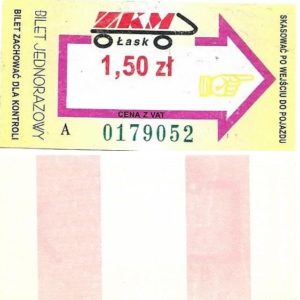 BILET ZACHOWAĆ DLA KONTROLI
BILET JEDNORAZOWY
ZKM
Łask
1,50 zł
CENA Z VAT
A 0179052
SKASOWAĆ PO WEJŚCIU DO POJAZDU